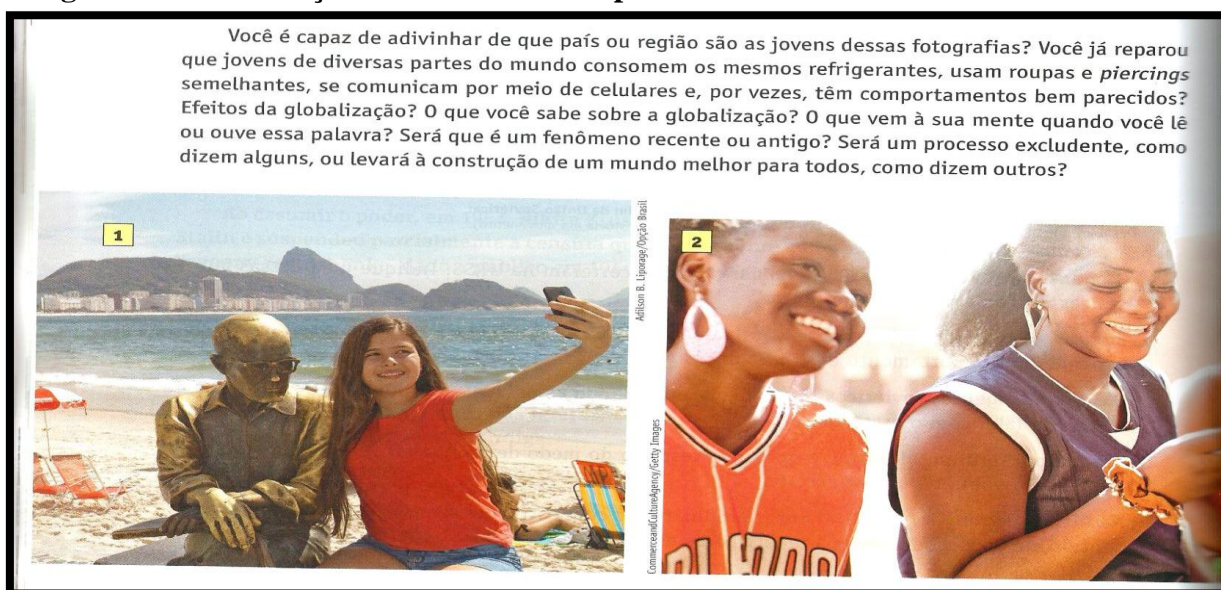 Você é capaz de adivinhar de que país ou região são as jovens dessas fotografias? Você já reparou
que jovens de diversas partes do mundo consomem os mesmos refrigerantes, usam roupas e piercings
semelhantes, se comunicam por meio de celulares e, por vezes, têm comportamentos bem parecidos?
Efeitos da globalização? O que você sabe sobre a globalização? O que vem à sua mente quando você lê
ou ouve essa palavra? Será que é um fenômeno recente ou antigo? Será um processo excludente, como
dizem alguns, ou levará à construção de um mundo melhor para todos, como dizem outros?
1
Adilson B. Liporage/Opção Brasil
2
CommerceandCultureAgency/Getty Images